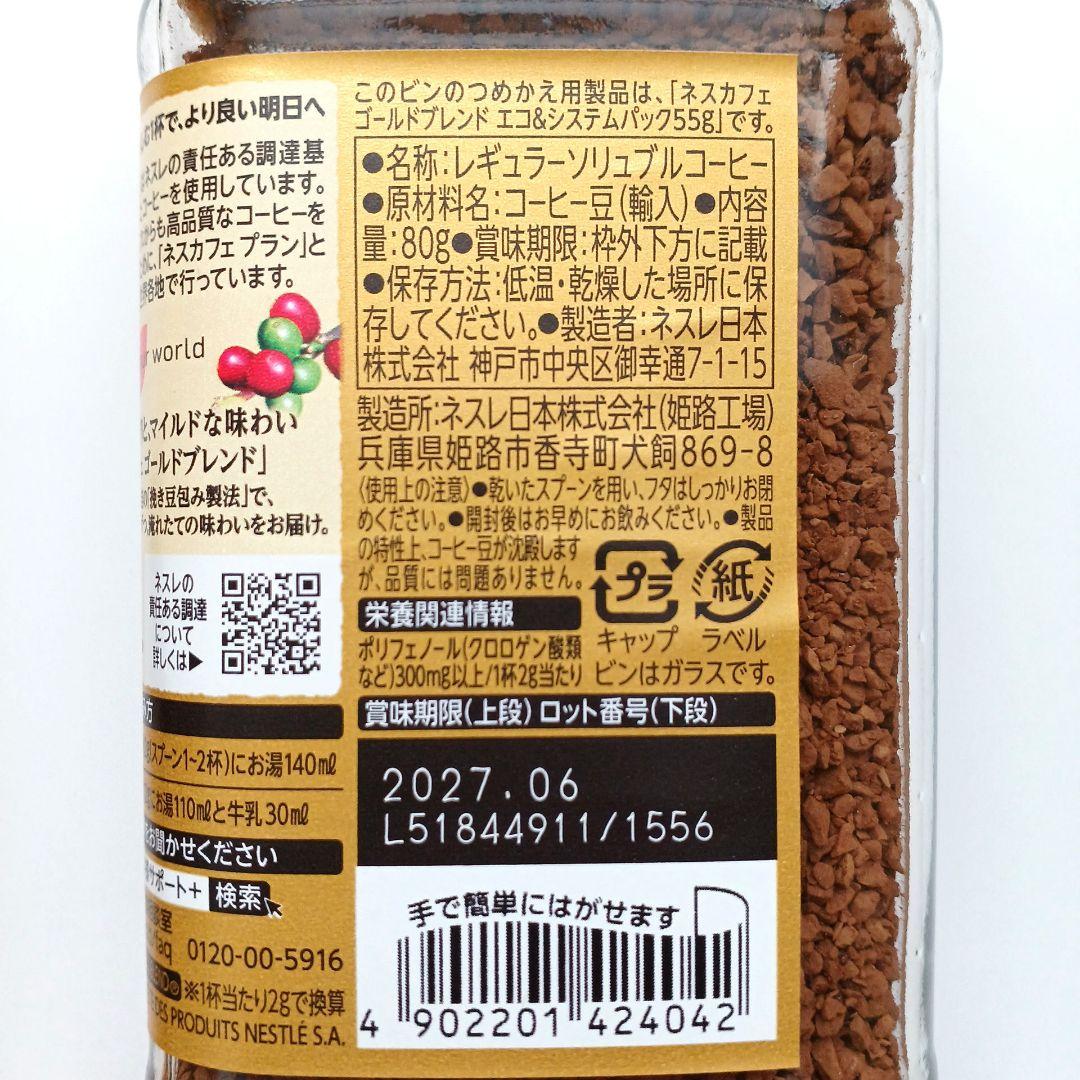 1杯で、より良い明日へ
ネスレの責任ある調達基
コーヒーを使用しています。
からも高品質なコーヒーを
めに、「ネスカフェ プラン」と
各地で行っています。
world
と、マイルドな味わい
ゴールドブレンド」
の「挽き豆包み製法」で、
淹れたての味わいをお届け。
ネスレの
責任ある調達
について
詳しくは▶
方
(スプーン1~2杯)にお湯140ml
にお湯110mlと牛乳30ml
お聞かせください
サポート+ 検索
室
faq 0120-00-5916
※1杯当たり2gで換算
DES PRODUITS NESTLÉ S.A.
このビンのつめかえ用製品は、「ネスカフェ
ゴールドブレンド エコ&システムパック55g」です。
●名称:レギュラーソリュブルコーヒー
●原材料名:コーヒー豆(輸入)●内容
量:80g●賞味期限:枠外下方に記載
●保存方法:低温・乾燥した場所に保
存してください。●製造者:ネスレ日本
株式会社 神戸市中央区御幸通7-1-15
製造所:ネスレ日本株式会社(姫路工場)
兵庫県姫路市香寺町犬飼869-8
〈使用上の注意〉●乾いたスプーンを用い、フタはしっかりお閉
めください。●開封後はお早めにお飲みください。●製品
の特性上、コーヒー豆が沈殿します
が、品質には問題ありません。
プラ
紙
キャップ ラベル
ビンはガラスです。
栄養関連情報
ポリフェノール(クロロゲン酸類
など)300mg以上/1杯2g当たり
賞味期限(上段) ロット番号(下段)
2027.06
L51844911/1556
手で簡単にはがせます
4 902201 424042